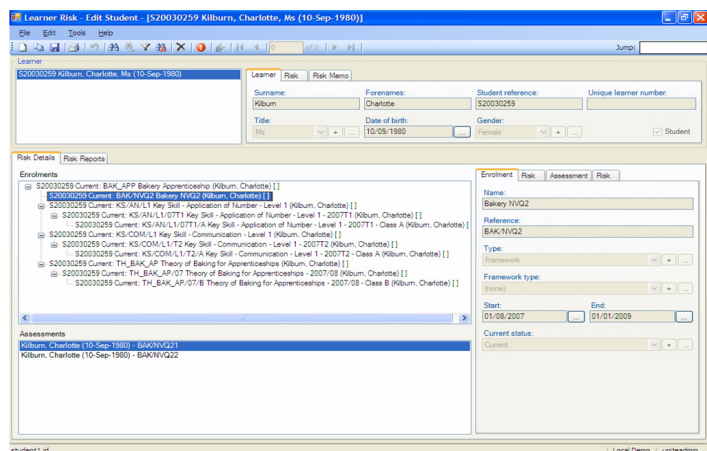 Learner Risk - Edit Student - [S20030259 Kilburn, Charlotte, Ms (10-Sep-1980)]
File Edit Tools Help
0 of 0 Jump:
Learner
S20030259 Kilburn, Charlotte, Ms (10-Sep-1980)
Learner Risk Risk Memo
Surname: Forenames: Student reference: Unique learner number:
Kilburn Charlotte S20030259
Title: Date of birth: Gender:
Ms + ... 10/09/1980 ... Female + ... Student
Risk Details Risk Reports
Enrolments
S20030259 Current: BAK_APP Bakery Apprenticeship (Kilburn, Charlotte) [ ]
S20030259 Current: BAK/NVQ2 Bakery NVQ2 (Kilburn, Charlotte) [ ]
S20030259 Current: KS/AN/L1 Key Skill - Application of Number - Level 1 (Kilburn, Charlotte) [ ]
S20030259 Current: KS/AN/L1/07T1 Key Skill - Application of Number - Level 1 - 2007T1 (Kilburn, Charlotte) [ ]
S20030259 Current: KS/AN/L1/07T1/A Key Skill - Application of Number - Level 1 - 2007T1 - Class A (Kilburn, Charlotte) [
S20030259 Current: KS/COM/L1 Key Skill - Communication - Level 1 (Kilburn, Charlotte) [ ]
S20030259 Current: KS/COM/L1/T2 Key Skill - Communication - Level 1 - 2007T2 (Kilburn, Charlotte) [ ]
S20030259 Current: KS/COM/L1/T2/A Key Skill - Communication - Level 1 - 2007T2 - Class A (Kilburn, Charlotte) [ ]
S20030259 Current: TH_BAK_AP Theory of Baking for Apprenticeships (Kilburn, Charlotte) [ ]
S20030259 Current: TH_BAK_AP/07 Theory of Baking for Apprenticeships - 2007/08 (Kilburn, Charlotte) [ ]
S20030259 Current: TH_BAK_AP/07/B Theory of Baking for Apprenticeships - 2007/08 - Class B (Kilburn, Charlotte) [ ]
Assessments
Kilburn, Charlotte (10-Sep-1980) - BAK/NVQ21
Kilburn, Charlotte (10-Sep-1980) - BAK/NVQ22
Enrolment Risk Assessment Risk
Name:
Bakery NVQ2
Reference:
BAK/NVQ2
Type:
Framework + ...
Framework type:
(none) + ...
Start: End:
01/08/2007 ... 01/01/2009 ...
Current status:
Current + ...
student1.id Local Demo uniteadmin